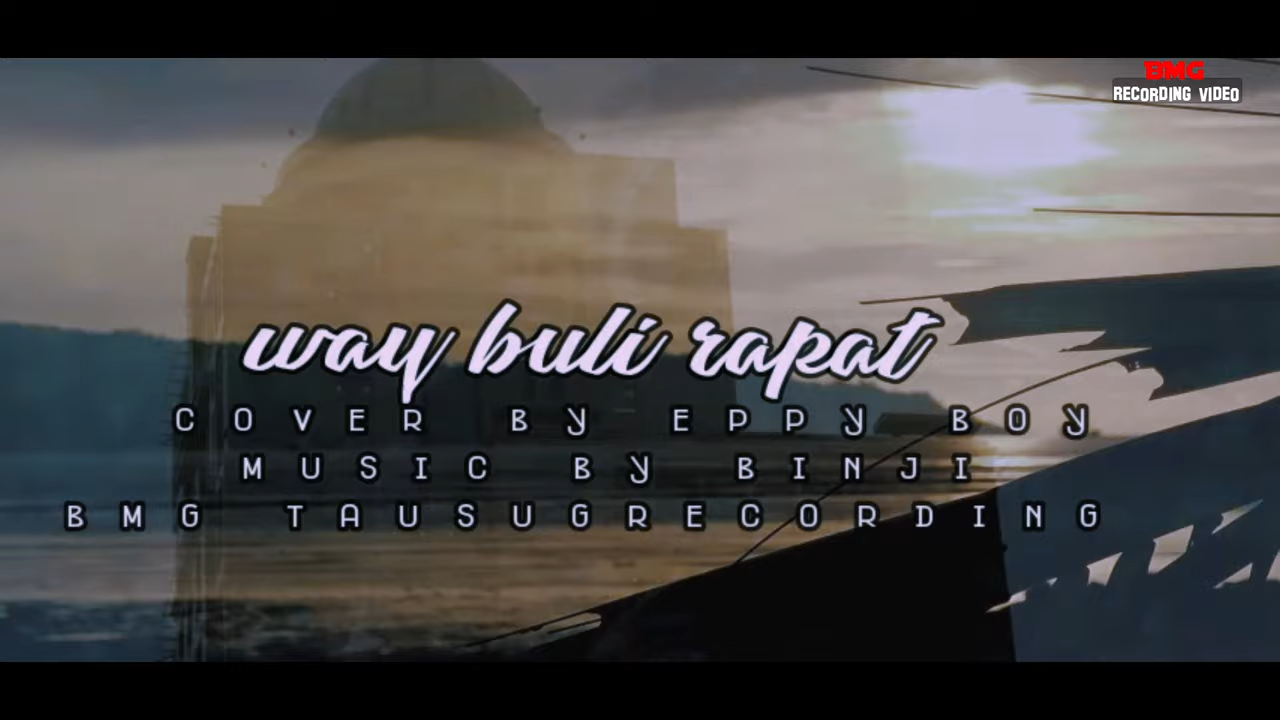 BMG
RECORDING VIDEO
way buli rapat
COVER BY EPPY BOY
MUSIC BY BINJI
BMG TAUSUGRECORDING